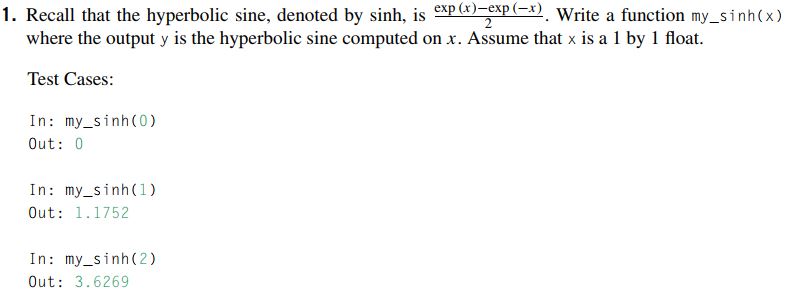 1. Recall that the hyperbolic sine, denoted by sinh, is \frac{\exp(x)-\exp(-x)}{2}. Write a function my_sinh(x)
where the output y is the hyperbolic sine computed on x. Assume that x is a 1 by 1 float.
Test Cases:
In: my_sinh(0)
Out: 0
In: my_sinh(1)
Out: 1.1752
In: my_sinh(2)
Out: 3.6269